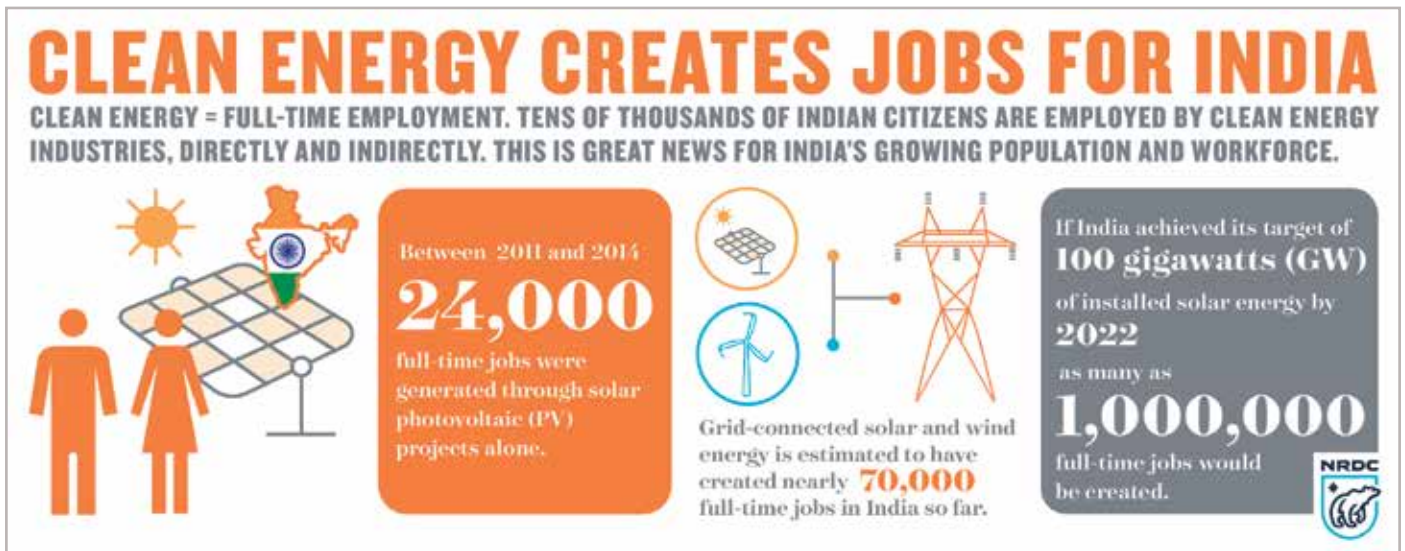 CLEAN ENERGY CREATES JOBS FOR INDIA
CLEAN ENERGY = FULL-TIME EMPLOYMENT. TENS OF THOUSANDS OF INDIAN CITIZENS ARE EMPLOYED BY CLEAN ENERGY
INDUSTRIES, DIRECTLY AND INDIRECTLY. THIS IS GREAT NEWS FOR INDIA'S GROWING POPULATION AND WORKFORCE.
Between 2011 and 2014
24,000
full-time jobs were
generated through solar
photovoltaic (PV)
projects alone.
Grid-connected solar and wind
energy is estimated to have
created nearly 70,000
full-time jobs in India so far.
If India achieved its target of
100 gigawatts (GW)
of installed solar energy by
2022
as many as
1,000,000
full-time jobs would
be created.
NRDC